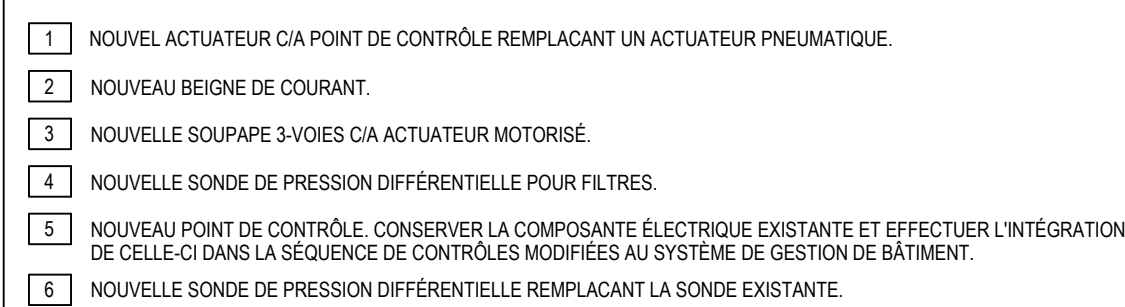 1 NOUVEL ACTUATEUR C/A POINT DE CONTRÔLE REMPLACANT UN ACTUATEUR PNEUMATIQUE.
2 NOUVEAU BEIGNE DE COURANT.
3 NOUVELLE SOUPAPE 3-VOIES C/A ACTUATEUR MOTORISÉ.
4 NOUVELLE SONDE DE PRESSION DIFFÉRENTIELLE POUR FILTRES.
5 NOUVEAU POINT DE CONTRÔLE. CONSERVER LA COMPOSANTE ÉLECTRIQUE EXISTANTE ET EFFECTUER L'INTÉGRATION
DE CELLE-CI DANS LA SÉQUENCE DE CONTRÔLES MODIFIÉES AU SYSTÈME DE GESTION DE BÂTIMENT.
6 NOUVELLE SONDE DE PRESSION DIFFÉRENTIELLE REMPLACANT LA SONDE EXISTANTE.